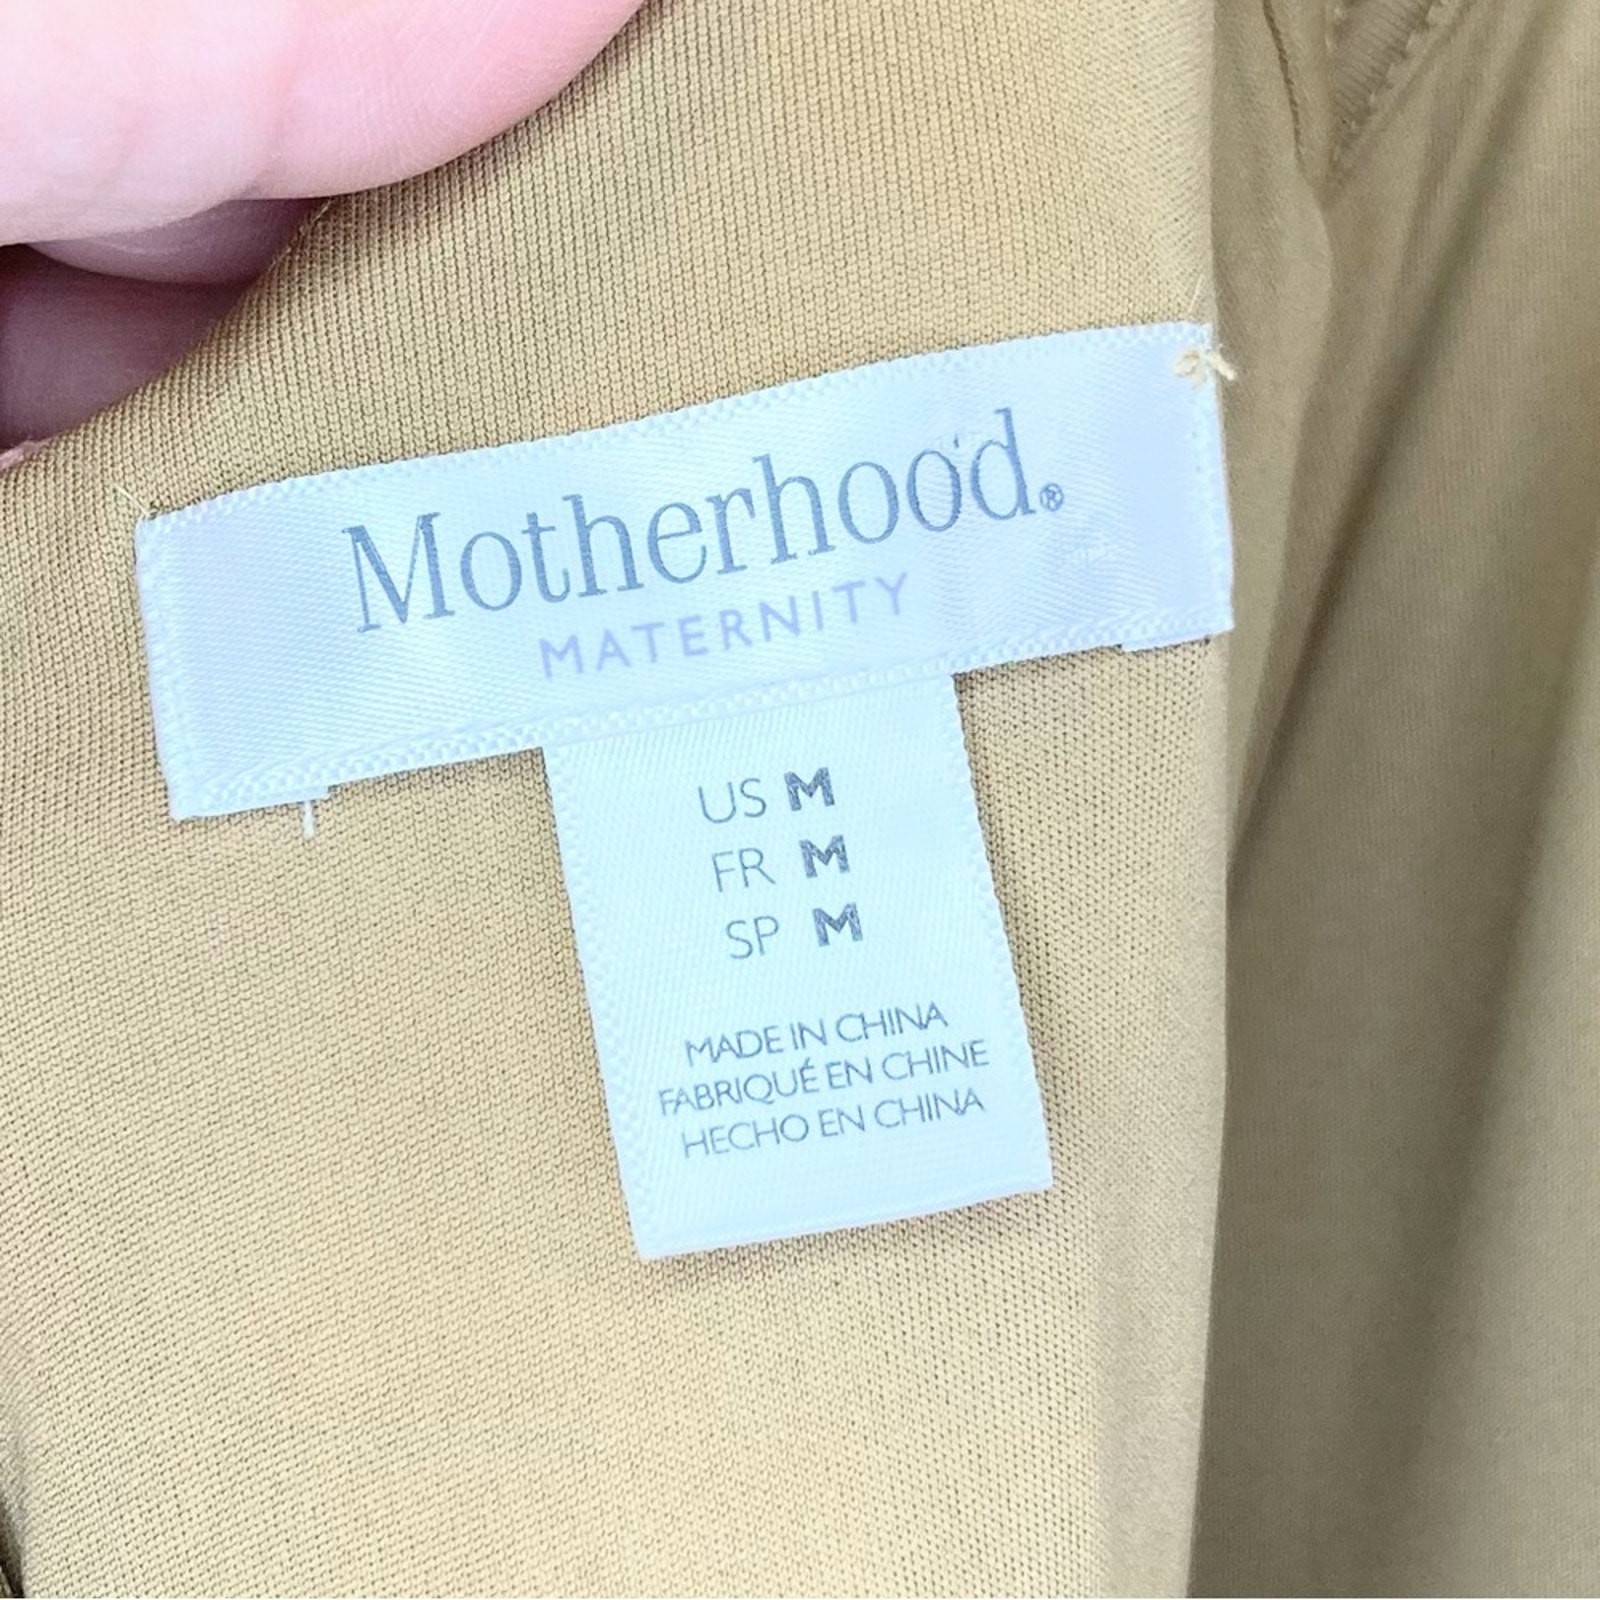 Motherhood.®
MATERNITY
US M
FR M
SP M
MADE IN CHINA
FABRIQUÉ EN CHINE
HECHO EN CHINA